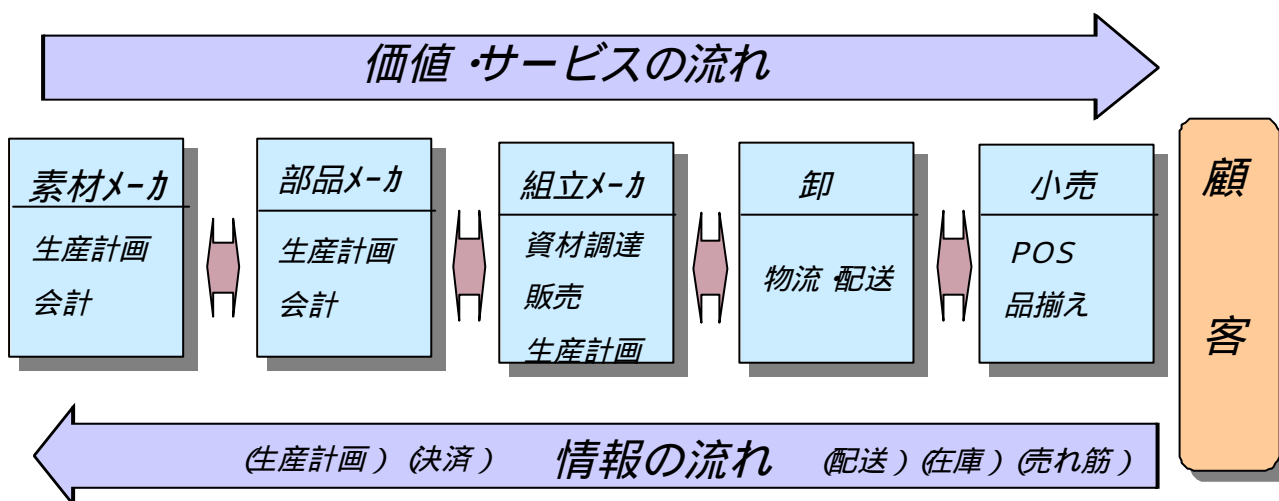 価値・サービスの流れ
素材メーカ
生産計画
会計
部品メーカ
生産計画
会計
組立メーカ
資材調達
販売
生産計画
卸
物流・配送
小売
POS
品揃え
顧
客
(生産計画) (決済) 情報の流れ (配送) (在庫) (売れ筋)